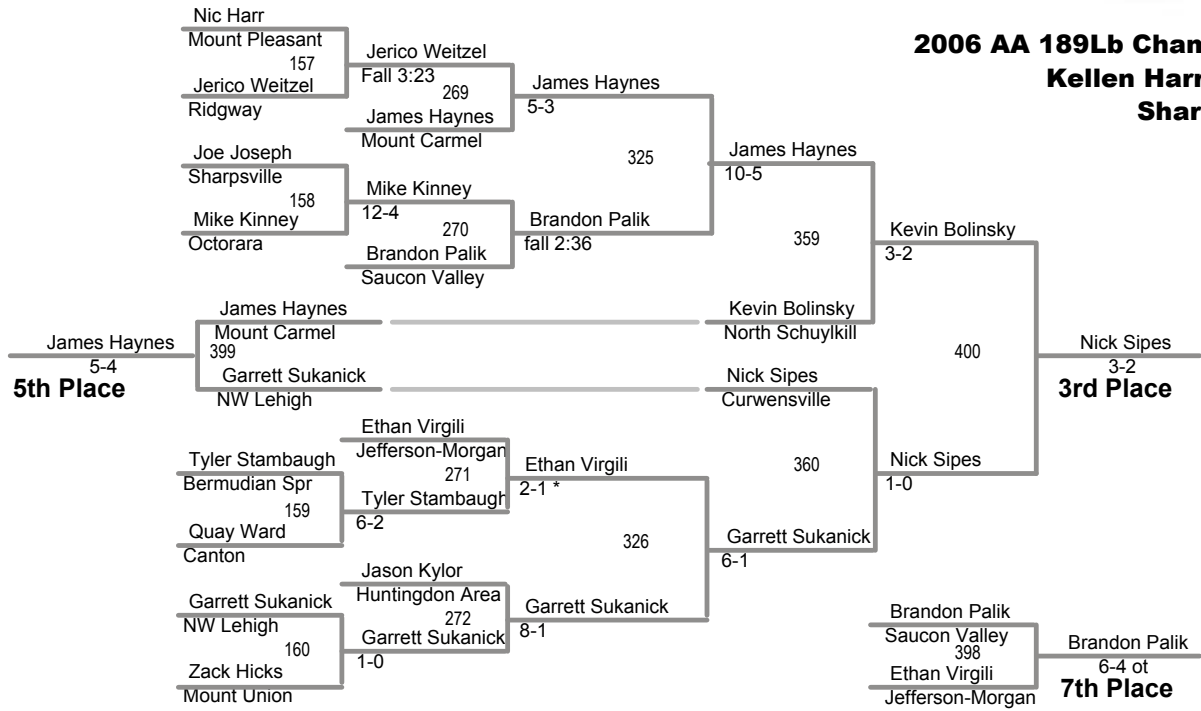 2006 AA 189Lb Cham
Kellen Harr
Shar
Nic Harr
Mount Pleasant
157
Jerico Weitzel
Ridgway
Jerico Weitzel
Fall 3:23
269
James Haynes
Mount Carmel
James Haynes
5-3
Joe Joseph
Sharpsville
158
Mike Kinney
Octorara
Mike Kinney
12-4
270
Brandon Palik
Saucon Valley
Brandon Palik
fall 2:36
325
James Haynes
10-5
359
Kevin Bolinsky
North Schuylkill
Kevin Bolinsky
3-2
James Haynes
Mount Carmel
399
Garrett Sukanick
NW Lehigh
James Haynes
5-4
5th Place
400
Nick Sipes
3-2
3rd Place
Nick Sipes
Curwensville
360
Nick Sipes
1-0
Ethan Virgili
Jefferson-Morgan
271
Tyler Stambaugh
Bermudian Spr
159
Quay Ward
Canton
Tyler Stambaugh
6-2
Ethan Virgili
2-1 *
326
Garrett Sukanick
6-1
Jason Kylor
Huntingdon Area
272
Garrett Sukanick
NW Lehigh
160
Zack Hicks
Mount Union
Garrett Sukanick
1-0
Garrett Sukanick
8-1
Brandon Palik
Saucon Valley
398
Ethan Virgili
Jefferson-Morgan
Brandon Palik
6-4 ot
7th Place